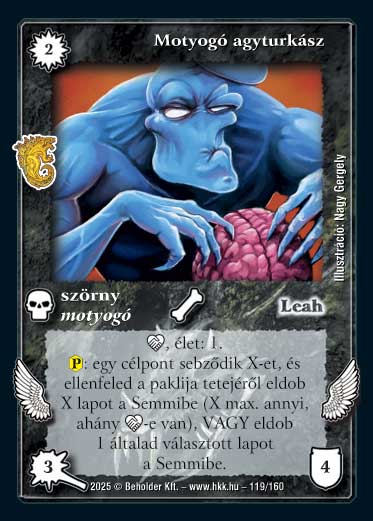 2
Motyogó agyturkász
Illusztráció: Nagy Gergely
szörny
motyogó
Leah
, élet: 1.
P: egy célpont sebződik X-et, és
ellenfeled a paklija tetejéről eldob
X lapot a Semmibe (X max. annyi,
ahány -e van), VAGY eldob
1 általad választott lapot
a Semmibe.
3
4
2025 © Beholder Kft. – www.hkk.hu – 119/160